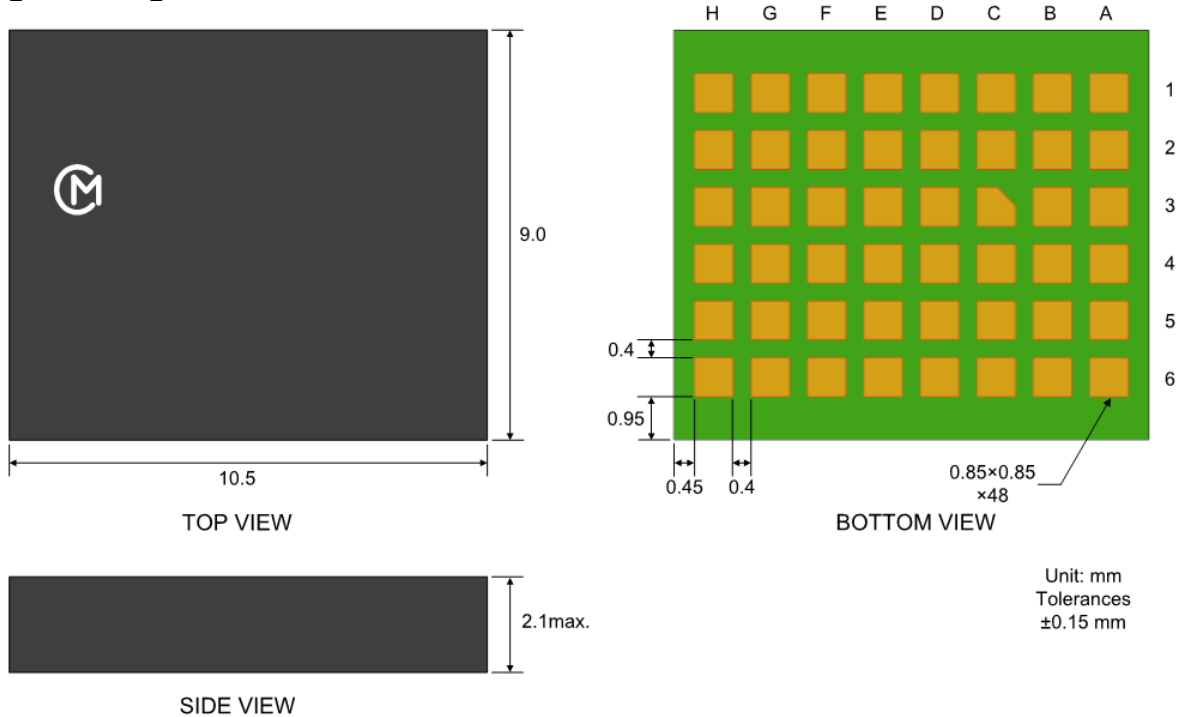 H G F E D C B A
1
2
3
4
5
6
CM
9.0
10.5
TOP VIEW
0.4
0.95
0.45
0.4
0.85×0.85
×48
BOTTOM VIEW
2.1max.
SIDE VIEW
Unit: mm
Tolerances
±0.15 mm